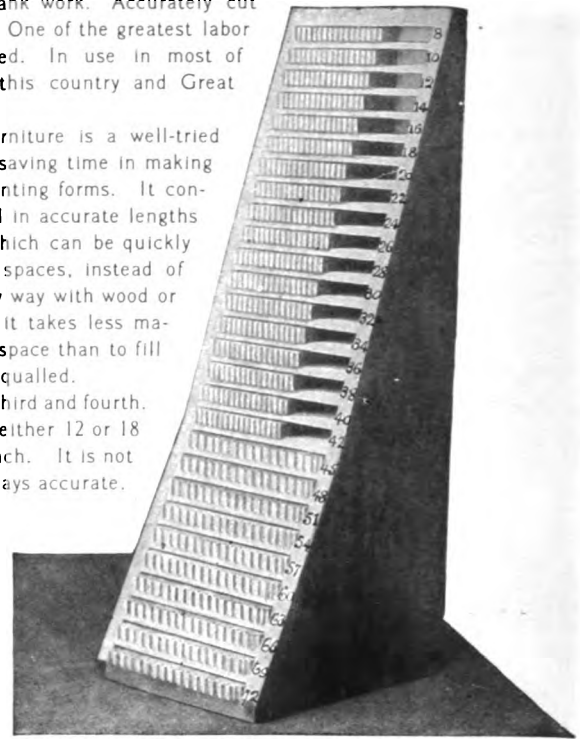 ank work. Accurately cut
One of the greatest labor
ed. In use in most of
this country and Great
rniture is a well-tried
saving time in making
nting forms. It con-
d in accurate lengths
hich can be quickly
spaces, instead of
y way with wood or
it takes less ma-
space than to fill
qualled.
hird and fourth.
either 12 or 18
ch. It is not
ays accurate.
8
10
12
14
16
18
20
22
24
26
28
30
32
34
36
38
40
42
45
48
51
54
57
60
63
66
69
72